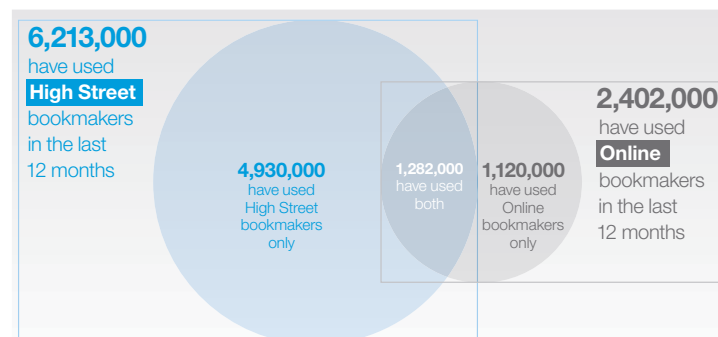 6,213,000
have used
High Street
bookmakers
in the last
12 months
4,930,000
have used
High Street
bookmakers
only
1,282,000
have used
both
1,120,000
have used
Online
bookmakers
only
2,402,000
have used
Online
bookmakers
in the last
12 months